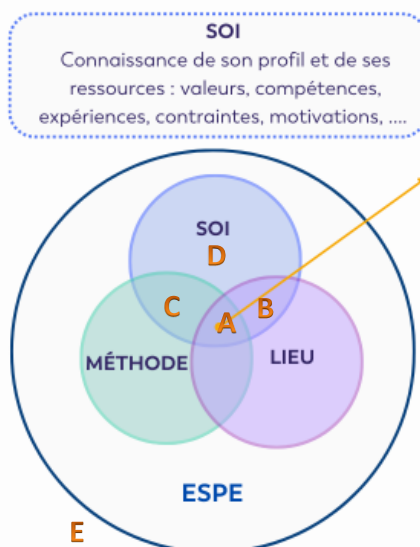 SOI
Connaissance de son profil et de ses
ressources : valeurs, compétences,
expériences, contraintes, motivations, ....
SOI
D
C
B
A
MÉTHODE
LIEU
ESPE
E